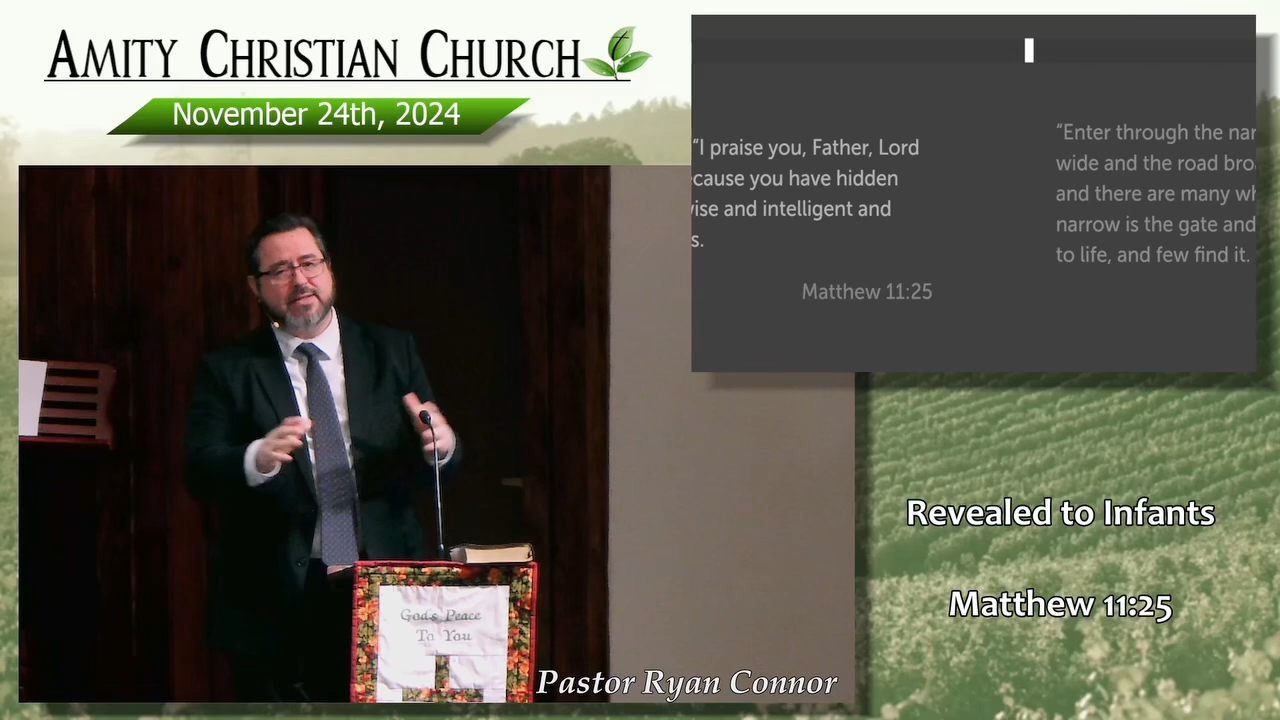 AMITY CHRISTIAN CHURCH
November 24th, 2024
“I praise you, Father, Lord
cause you have hidden
ise and intelligent and
s.
Matthew 11:25
“Enter through the nar
wide and the road bro
and there are many wh
narrow is the gate and
to life, and few find it.
Revealed to Infants
Matthew 11:25
God's Peace
To You
Pastor Ryan Connor